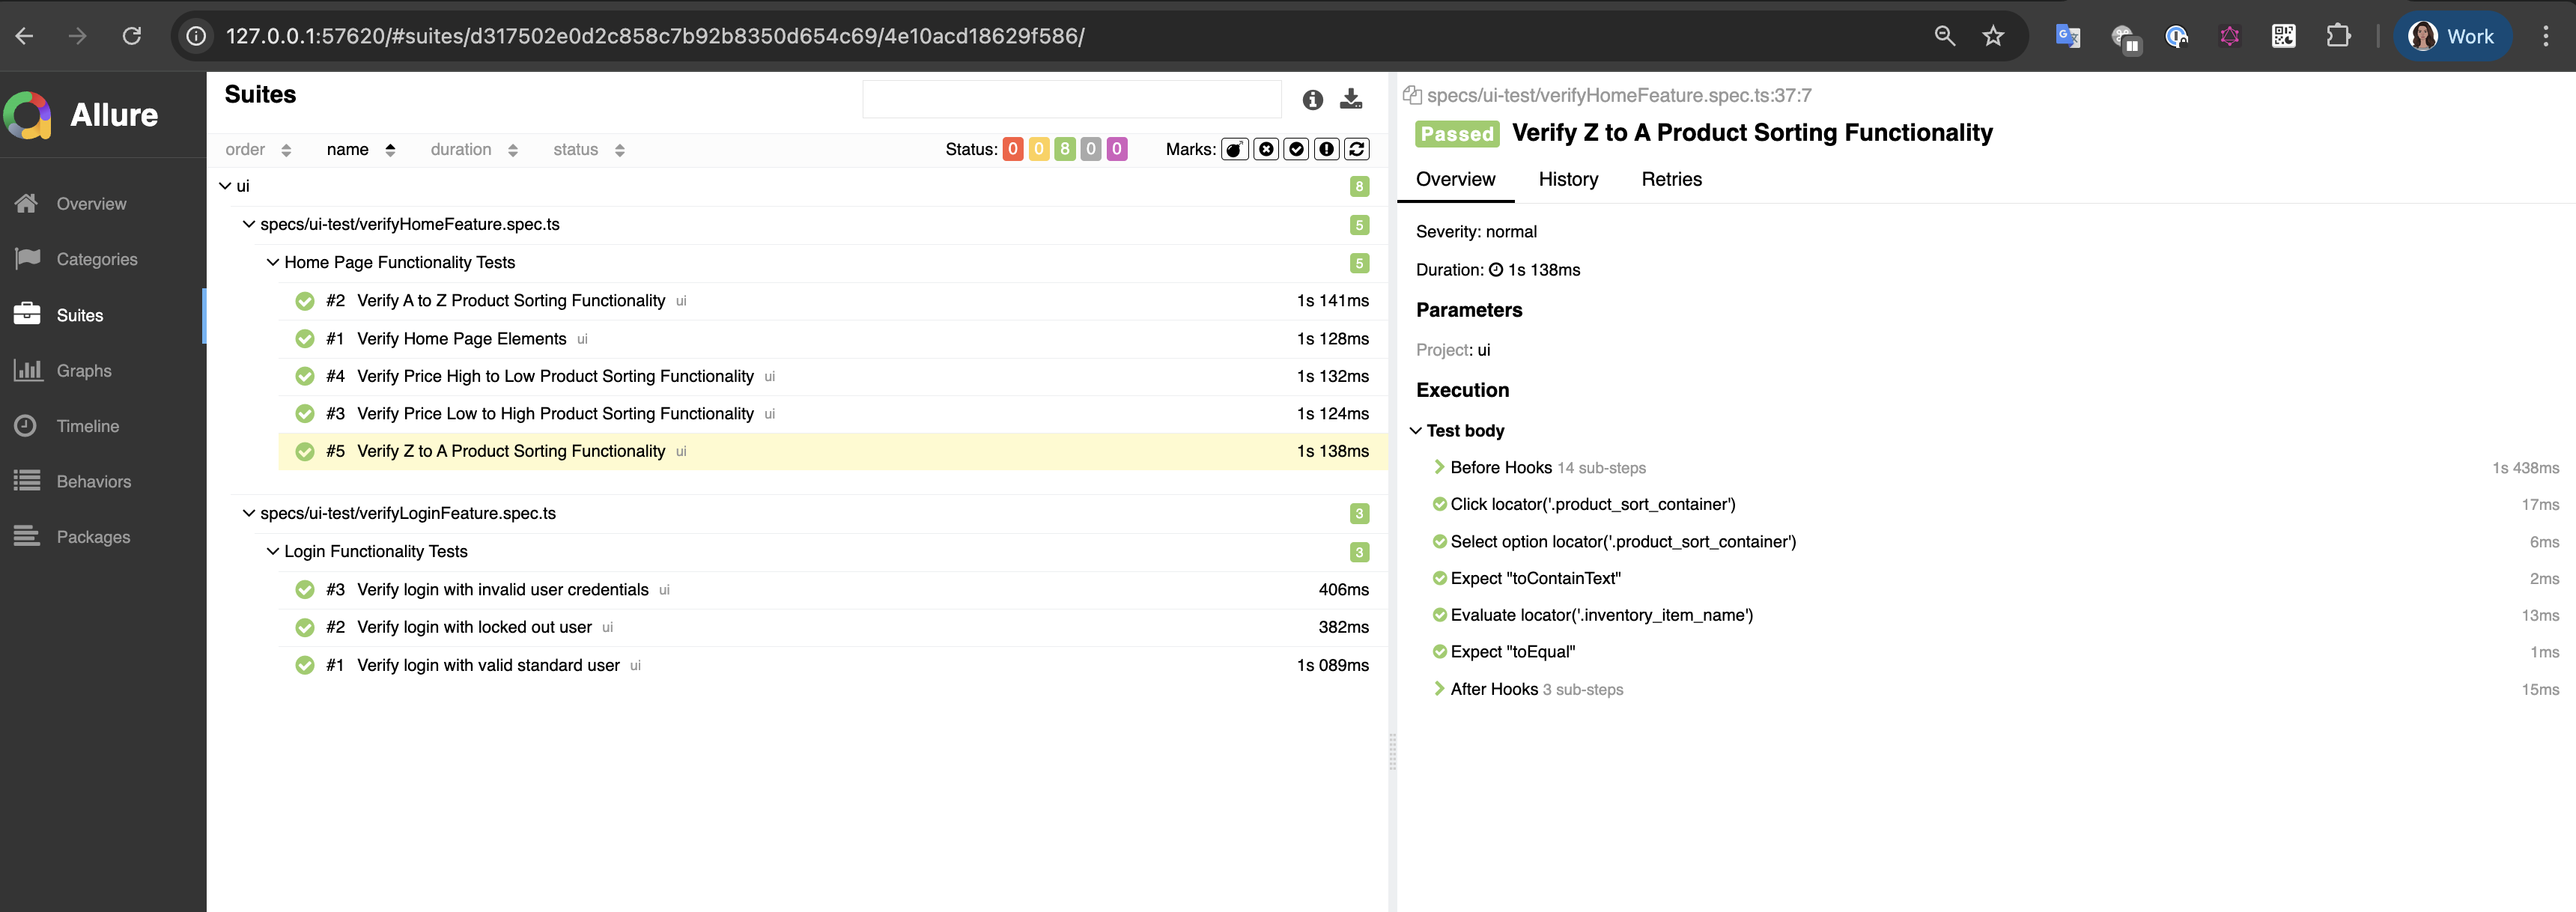 127.0.0.1:57620/#suites/d317502e0d2c858c7b92b8350d654c69/4e10acd18629f586/
Work
Allure
Overview
Categories
Suites
Graphs
Timeline
Behaviors
Packages
Suites
order name duration status Status: 0 0 8 0 0 Marks:
ui 8
specs/ui-test/verifyHomeFeature.spec.ts 5
Home Page Functionality Tests 5
#2 Verify A to Z Product Sorting Functionality ui 1s 141ms
#1 Verify Home Page Elements ui 1s 128ms
#4 Verify Price High to Low Product Sorting Functionality ui 1s 132ms
#3 Verify Price Low to High Product Sorting Functionality ui 1s 124ms
#5 Verify Z to A Product Sorting Functionality ui 1s 138ms
specs/ui-test/verifyLoginFeature.spec.ts 3
Login Functionality Tests 3
#3 Verify login with invalid user credentials ui 406ms
#2 Verify login with locked out user ui 382ms
#1 Verify login with valid standard user ui 1s 089ms
specs/ui-test/verifyHomeFeature.spec.ts:37:7
Passed Verify Z to A Product Sorting Functionality
Overview History Retries
Severity: normal
Duration: 1s 138ms
Parameters
Project: ui
Execution
Test body
Before Hooks 14 sub-steps 1s 438ms
Click locator('.product_sort_container') 17ms
Select option locator('.product_sort_container') 6ms
Expect "toContainText" 2ms
Evaluate locator('.inventory_item_name') 13ms
Expect "toEqual" 1ms
After Hooks 3 sub-steps 15ms